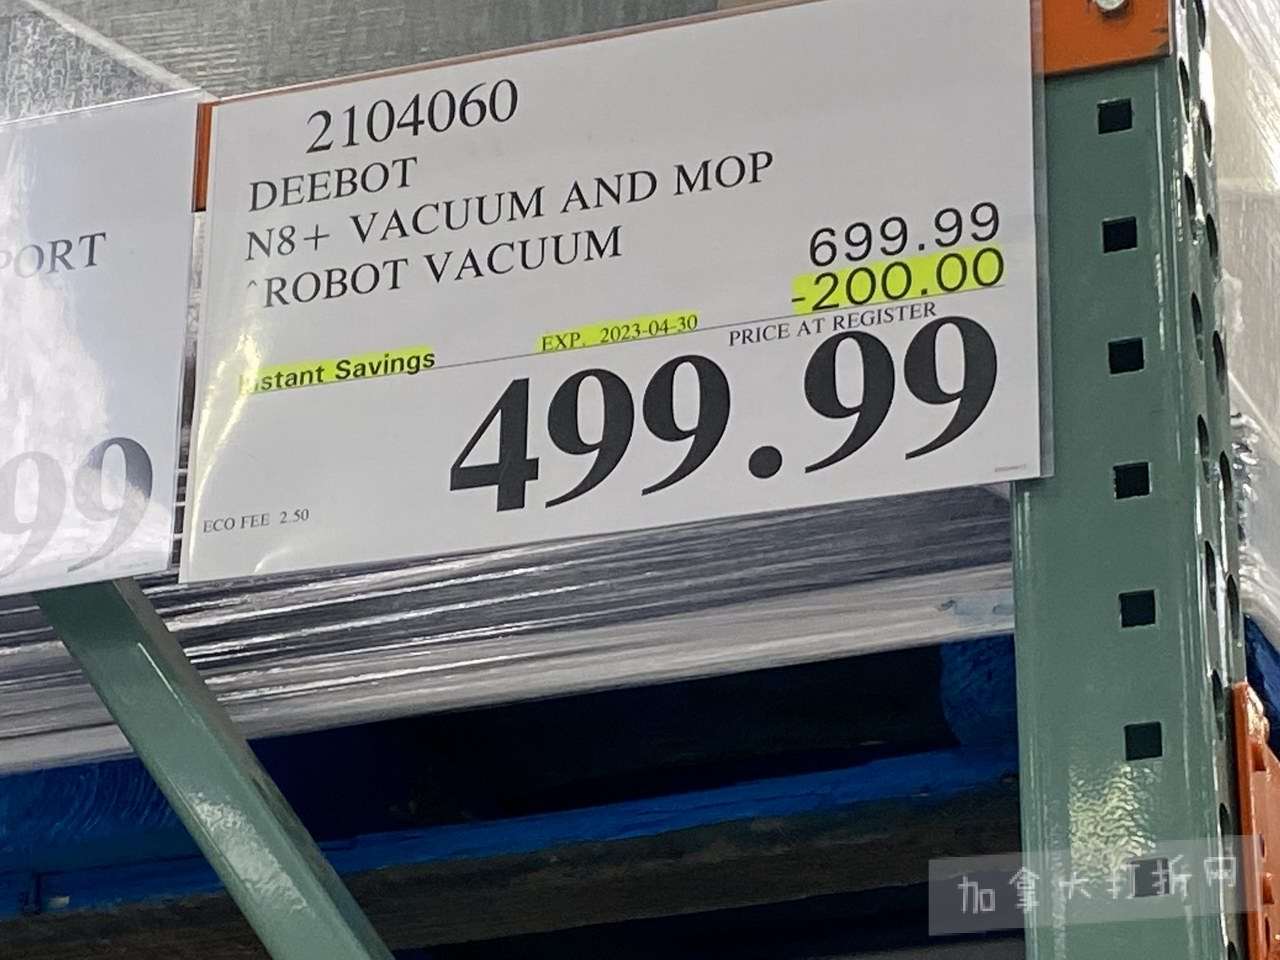 2104060
DEEBOT
N8+ VACUUM AND MOP
^ROBOT VACUUM
699.99
-200.00
EXP. 2023-04-30
PRICE AT REGISTER
Instant Savings
499.99
ECO FEE 2.50
PORT
99
加拿大打折网